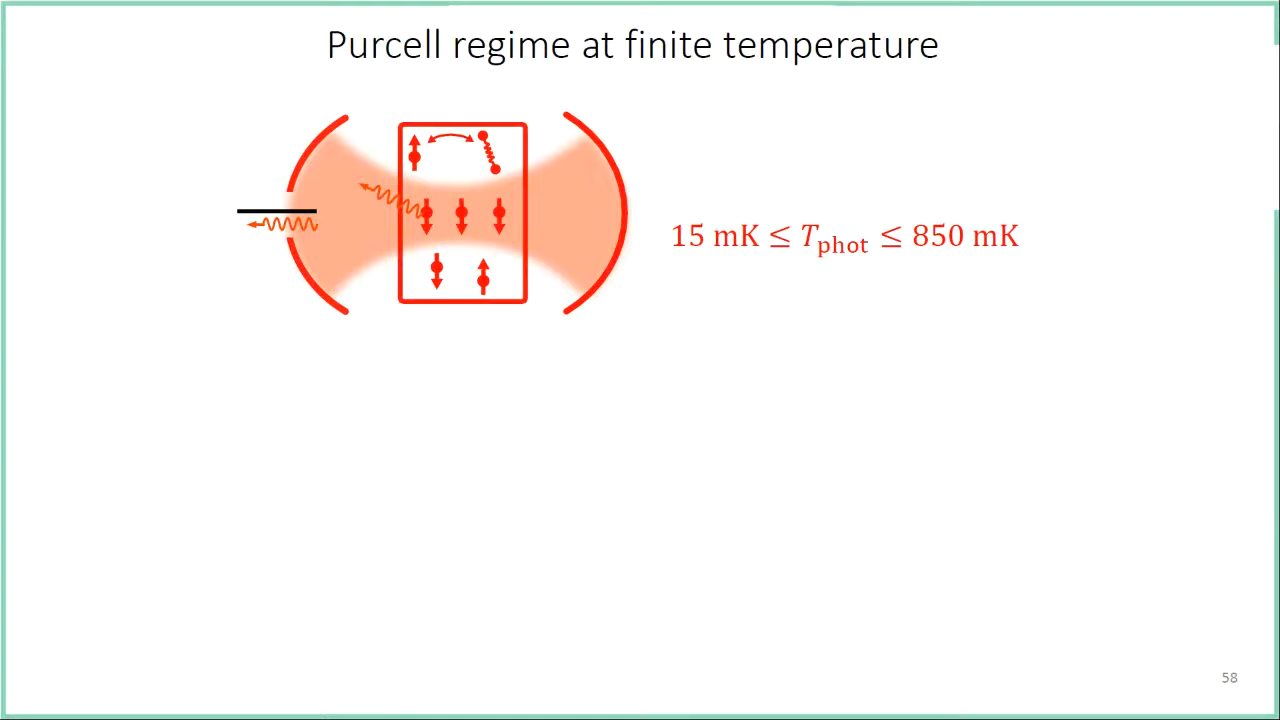 Purcell regime at finite temperature
15 mK ≤ T_phot ≤ 850 mK
58